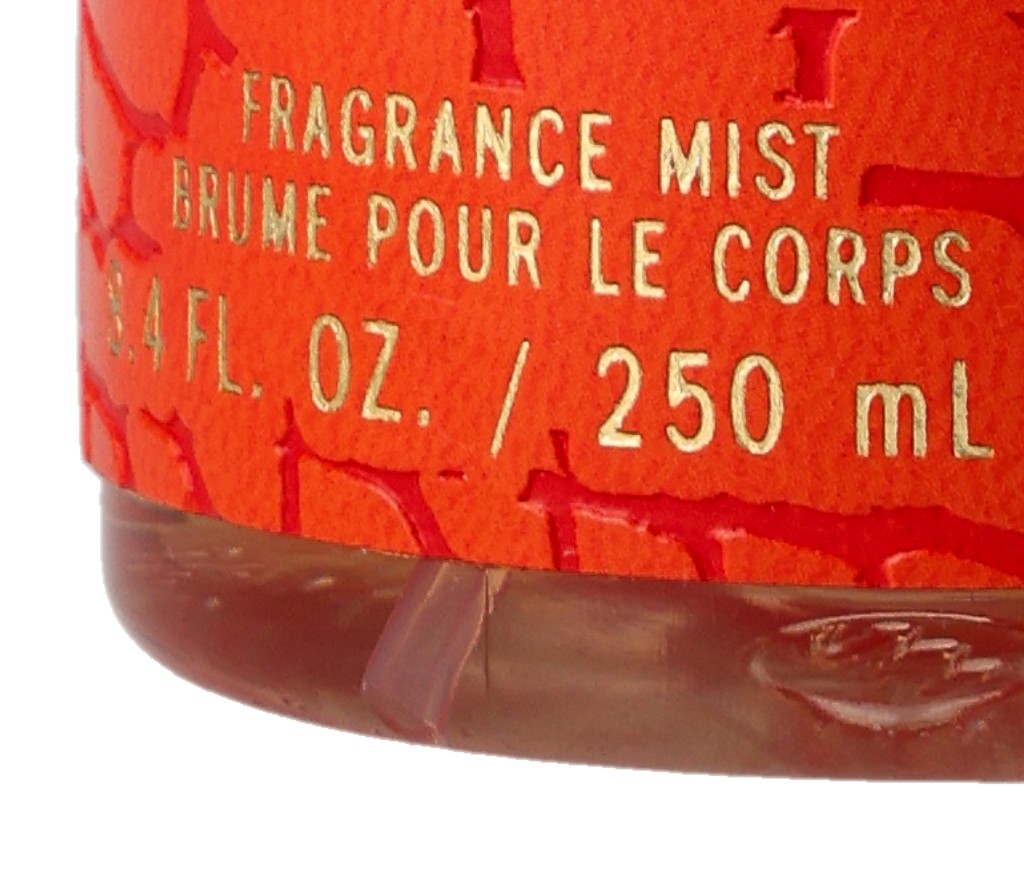 FRAGRANCE MIST
BRUME POUR LE CORPS
8.4 FL. OZ. / 250 mL